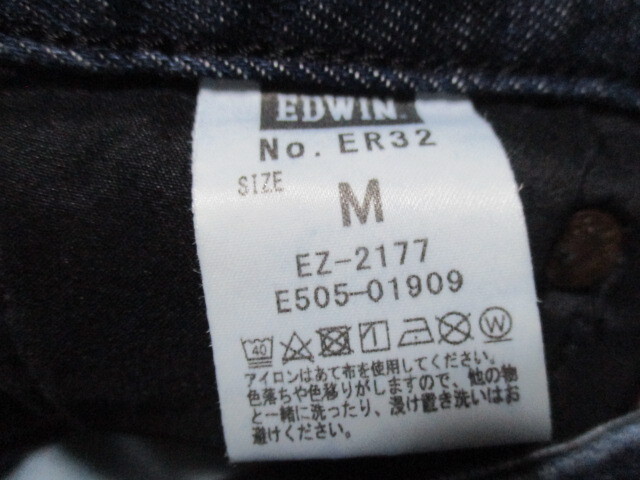 EDWIN
No. ER32
SIZE
M
EZ-2177
E505-01909
40
W
アイロンはあて布を使用してください。
色落ちや色移りがしますので、他の物
と一緒に洗ったり、浸け置き洗いはお
避けください。